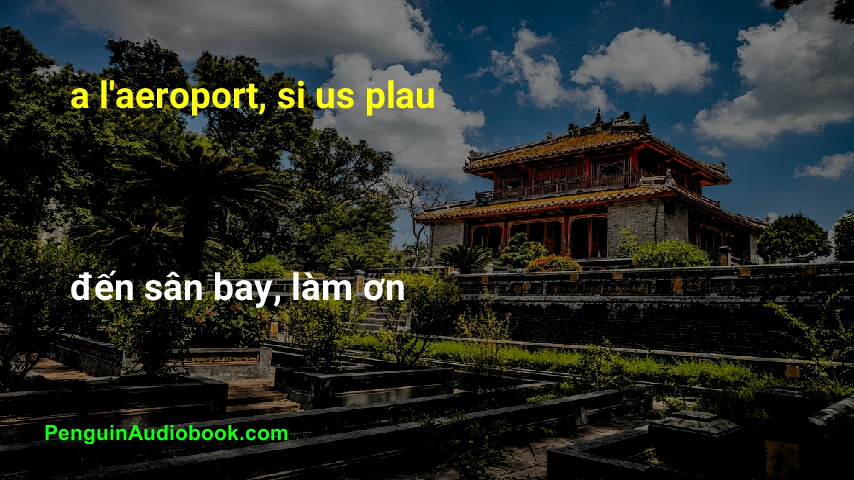 a l'aeroport, si us plau
đến sân bay, làm ơn
PenguinAudiobook.com